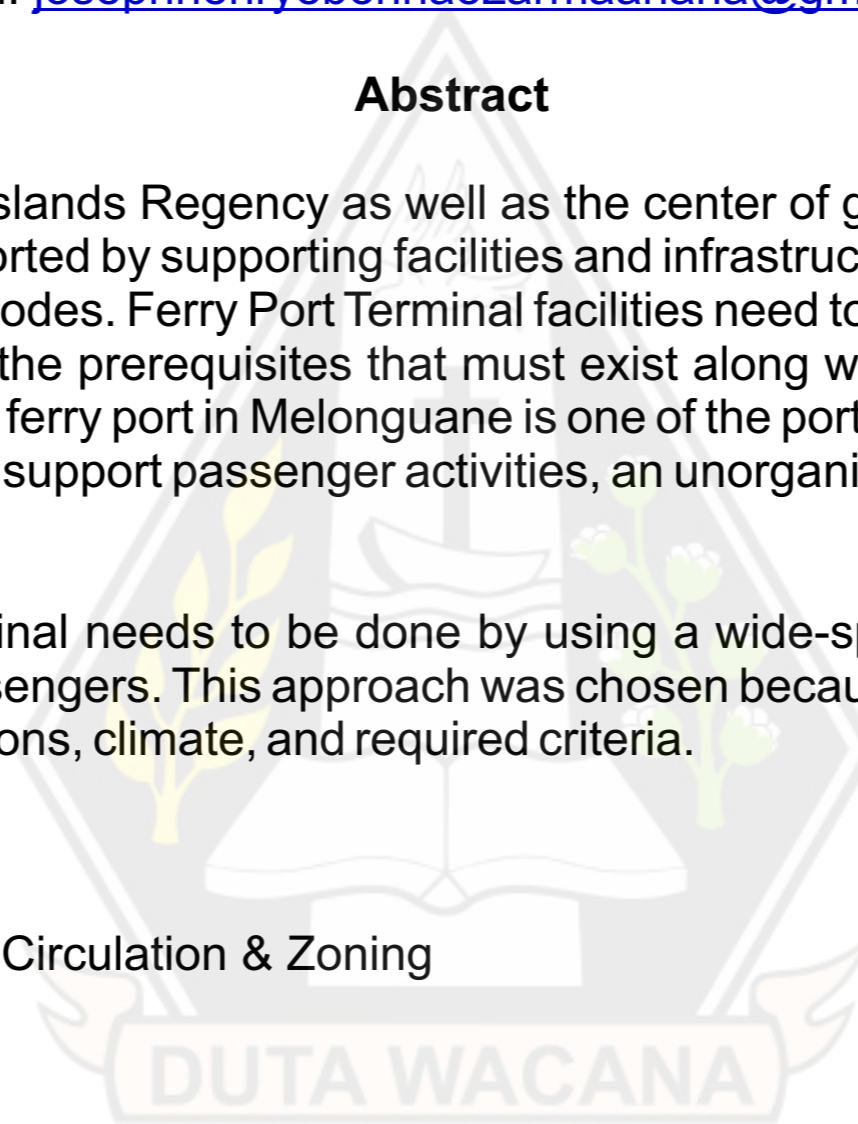 Abstract
slands Regency as well as the center of g
orted by supporting facilities and infrastruc
odes. Ferry Port Terminal facilities need to
the prerequisites that must exist along w
ferry port in Melonguane is one of the port
support passenger activities, an unorgani
inal needs to be done by using a wide-sp
sengers. This approach was chosen becau
ons, climate, and required criteria.
Circulation & Zoning
DUTA WACANA